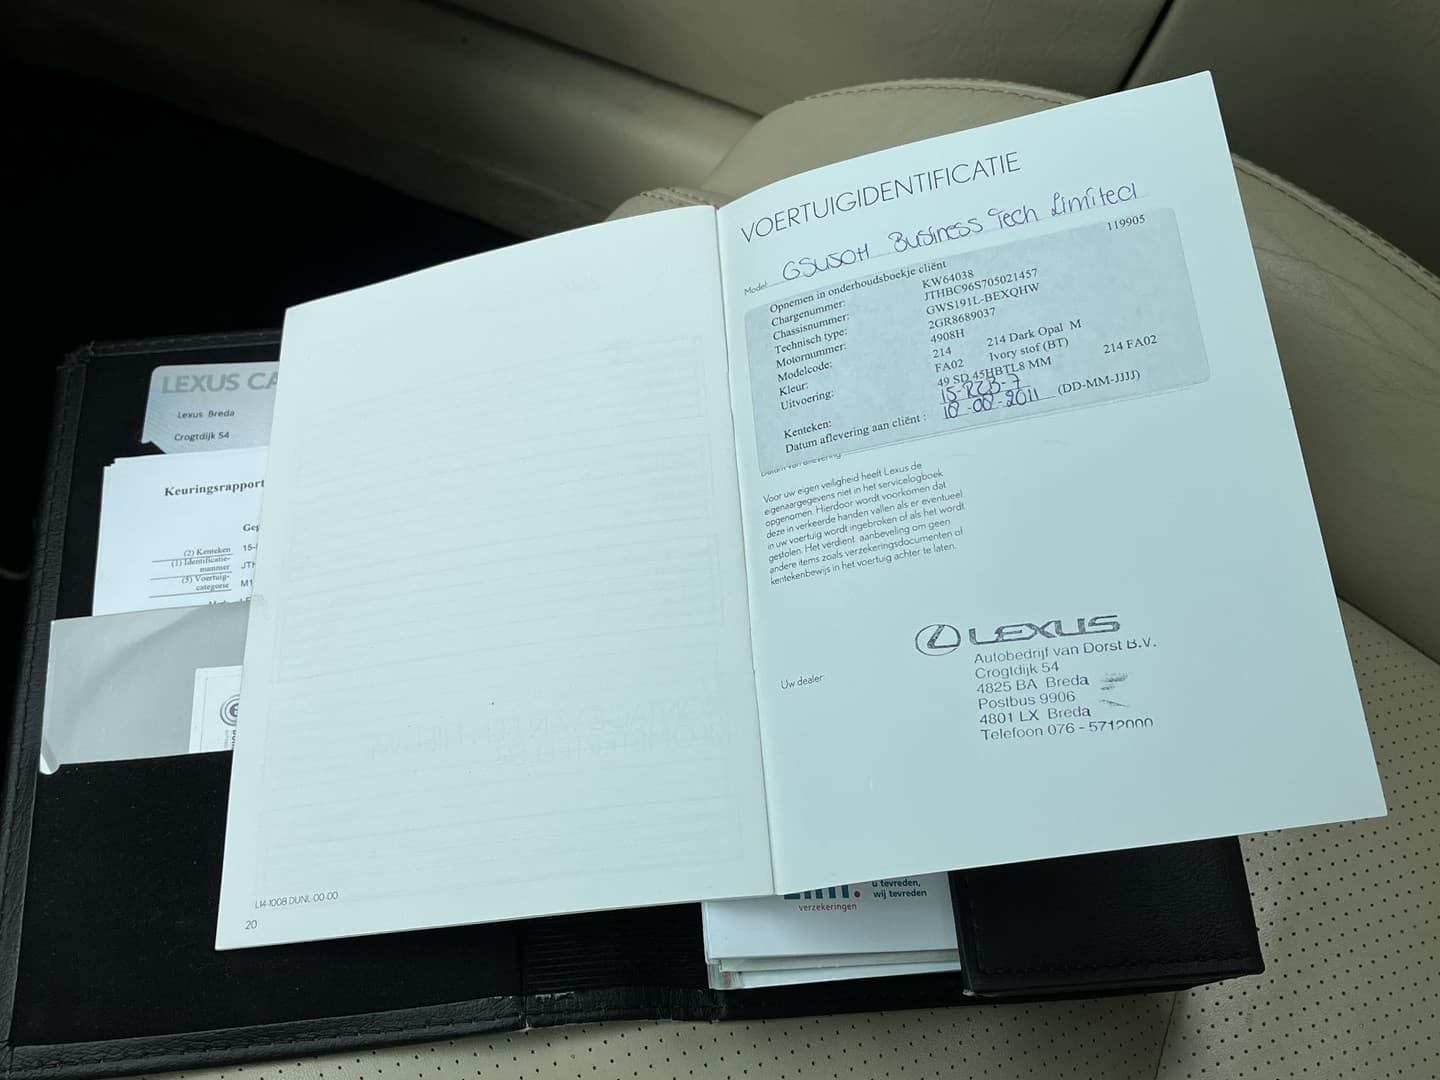 LEXUS CA
Lexus Breda
Crogtdijk 54
Keuringsrapport
(2) Kenteken 15-
(1) Identificatie-
nummer JTH
(5) Voertuig-
categorie M1
L14-1008 DUNL 00-00
20
VOERTUIGIDENTIFICATIE
Model: GSU50H Business Tech Limited
119905
Opnemen in onderhoudsboekje cliënt
Chargenummer: KW64038
Chassisnummer: JTHBC96S705021457
Technisch type: GWS191L-BEXQHW
Motornummer: 2GR8689037
Modelcode: 4908H
Kleur: 214 214 Dark Opal M
Uitvoering: FA02 Ivory stof (BT)
49 SD 45HBTL8 MM 214 FA02
Kenteken: 15-RZB-7
Datum aflevering aan cliënt : 2011 (DD-MM-JJJJ)
Datum van aflevering
Voor uw eigen veiligheid heeft Lexus de
eigenaargegevens niet in het servicelogboek
opgenomen. Hierdoor wordt voorkomen dat
deze in verkeerde handen vallen als er eventueel
in uw voertuig wordt ingebroken of als het wordt
gestolen. Het verdient aanbeveling om geen
andere items zoals verzekeringsdocumenten of
kentekenbewijs in het voertuig achter te laten.
Uw dealer:
LEXUS
Autobedrijf van Dorst B.V.
Crogtdijk 54
4825 BA Breda
Postbus 9906
4801 LX Breda
Telefoon 076 - 5712000
u tevreden,
wij tevreden
verzekeringen